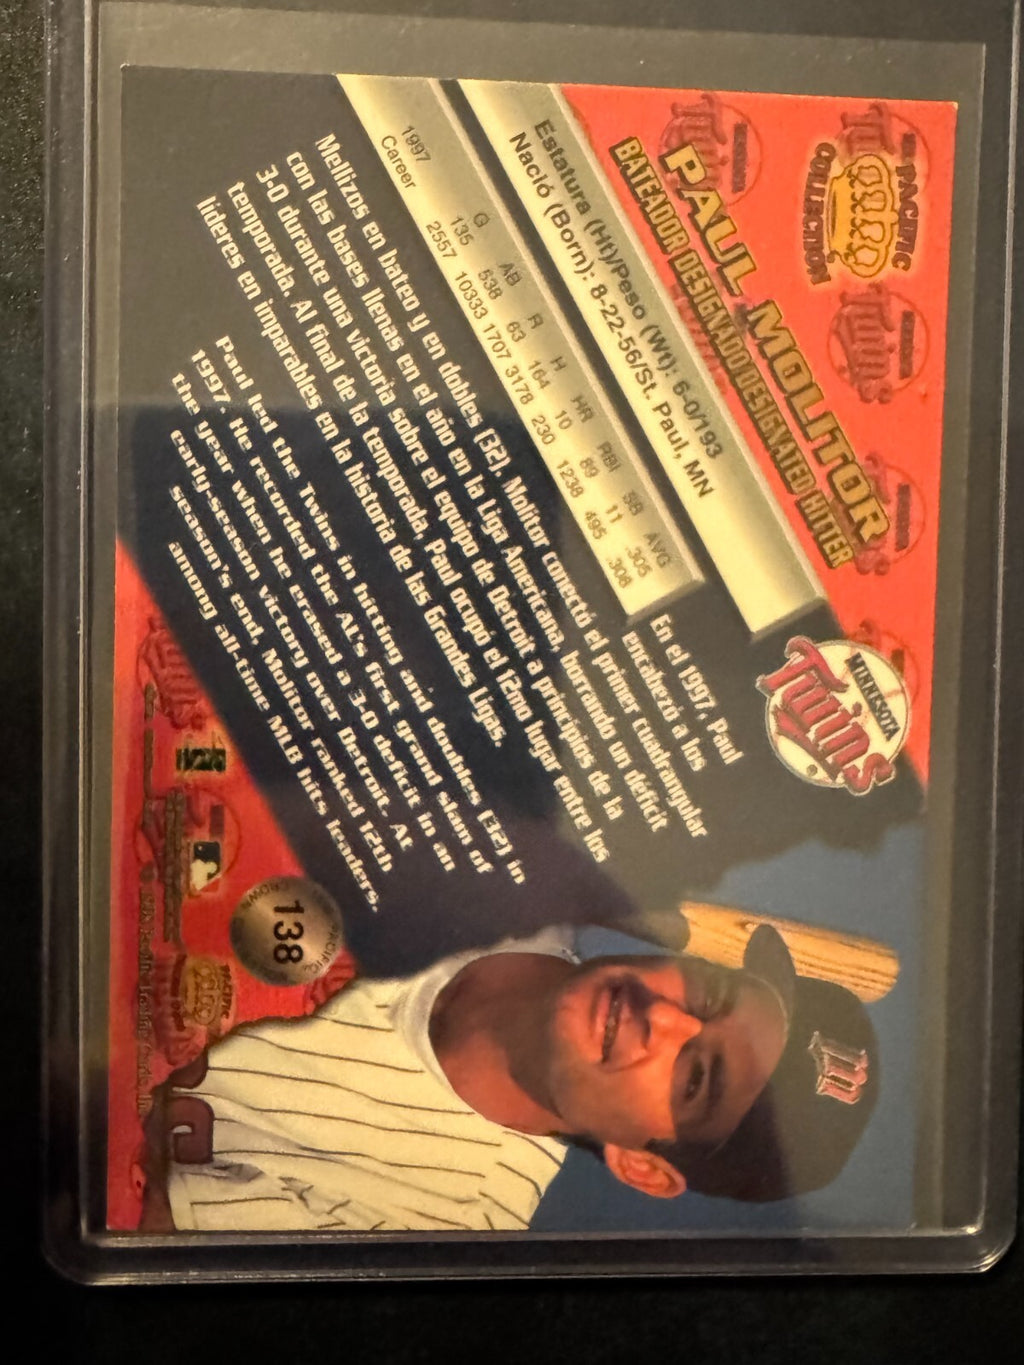 PACIFIC
COLLECTION
PAUL MOLITOR
BATEADOR DESIGNADO/DESIGNATED HITTER
Estatura (Ht)/Peso (Wt): 6-0/193
Nació (Born): 8-22-56/St. Paul, MN
G AB R H HR RBI SB AVG
1997 135 538 63 164 10 89 11 .305
Career 2557 10333 1707 3178 230 1238 495 .308
MINNESOTA
Twins
En el 1997, Paul
encabezó a los
Mellizos en bateo y en dobles (32). Molitor conectó el primer cuadrangular
con las bases llenas en el año en la Liga Americana, borrando un déficit
3-0 durante una victoria sobre el equipo de Detroit a principios de la
temporada. Al final de la temporada, Paul ocupó el 12mo lugar entre los
líderes en imparables en la historia de las Grandes Ligas.
Paul led the Twins in hitting and doubles (32) in
1997. He recorded the AL's first grand slam of
the year when he erased a 3-0 deficit in an
early-season victory over Detroit. At
season's end, Molitor ranked 12th
among all-time MLB hits leaders.
138
PACIFIC
CROWN
PACIFIC
M